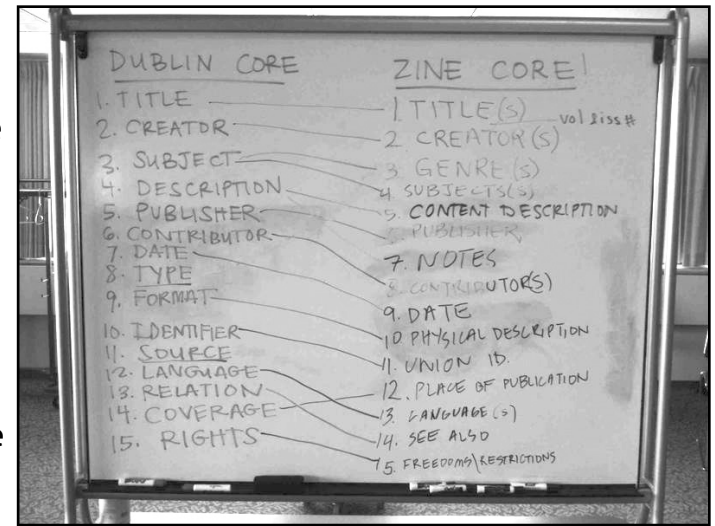 DUBLIN CORE
1. TITLE
2. CREATOR
3. SUBJECT
4. DESCRIPTION
5. PUBLISHER
6. CONTRIBUTOR
7. DATE
8. TYPE
9. FORMAT
10. IDENTIFIER
11. SOURCE
12. LANGUAGE
13. RELATION
14. COVERAGE
15. RIGHTS
ZINE CORE!
1. TITLE(S) vol & iss #
2 CREATOR(S)
3 GENRE(S)
4 SUBJECTS(S)
5. CONTENT DESCRIPTION
6 PUBLISHER
7. NOTES
8. CONTRIBUTOR(S)
9. DATE
10. PHYSICAL DESCRIPTION
11. UNION ID.
12. PLACE OF PUBLICATION
13. LANGUAGE(S)
14. SEE ALSO
15. FREEDOMS\RESTRICTIONS